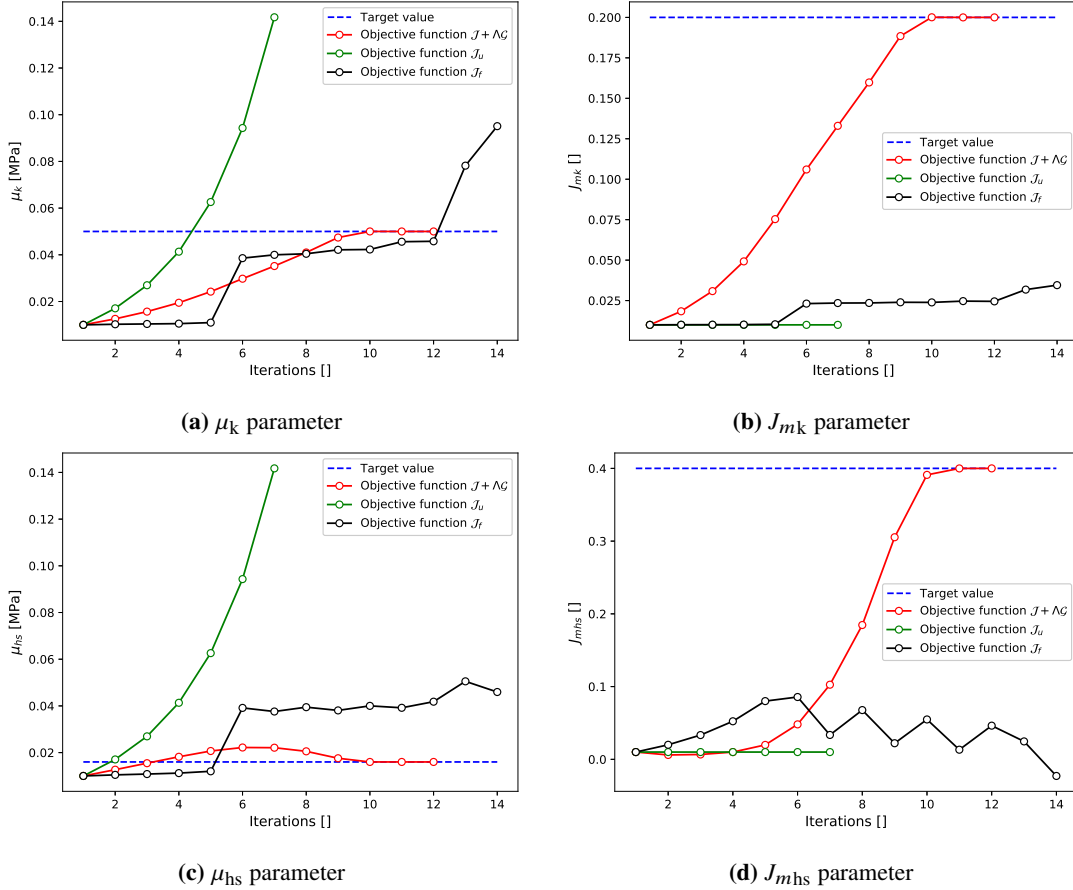 0.14
0.12
0.10
0.08
0.06
0.04
0.02
μk [MPa]
Target value
Objective function 𝒥 + Λ𝒢
Objective function 𝒥u
Objective function 𝒥f
2 4 6 8 10 12 14
Iterations []
(a) μk parameter
0.200
0.175
0.150
0.125
0.100
0.075
0.050
0.025
Jmk []
Target value
Objective function 𝒥 + Λ𝒢
Objective function 𝒥u
Objective function 𝒥f
2 4 6 8 10 12 14
Iterations []
(b) Jmk parameter
0.14
0.12
0.10
0.08
0.06
0.04
0.02
μhs [MPa]
Target value
Objective function 𝒥 + Λ𝒢
Objective function 𝒥u
Objective function 𝒥f
2 4 6 8 10 12 14
Iterations []
(c) μhs parameter
0.4
0.3
0.2
0.1
0.0
Jmhs []
Target value
Objective function 𝒥 + Λ𝒢
Objective function 𝒥u
Objective function 𝒥f
2 4 6 8 10 12 14
Iterations []
(d) Jmhs parameter